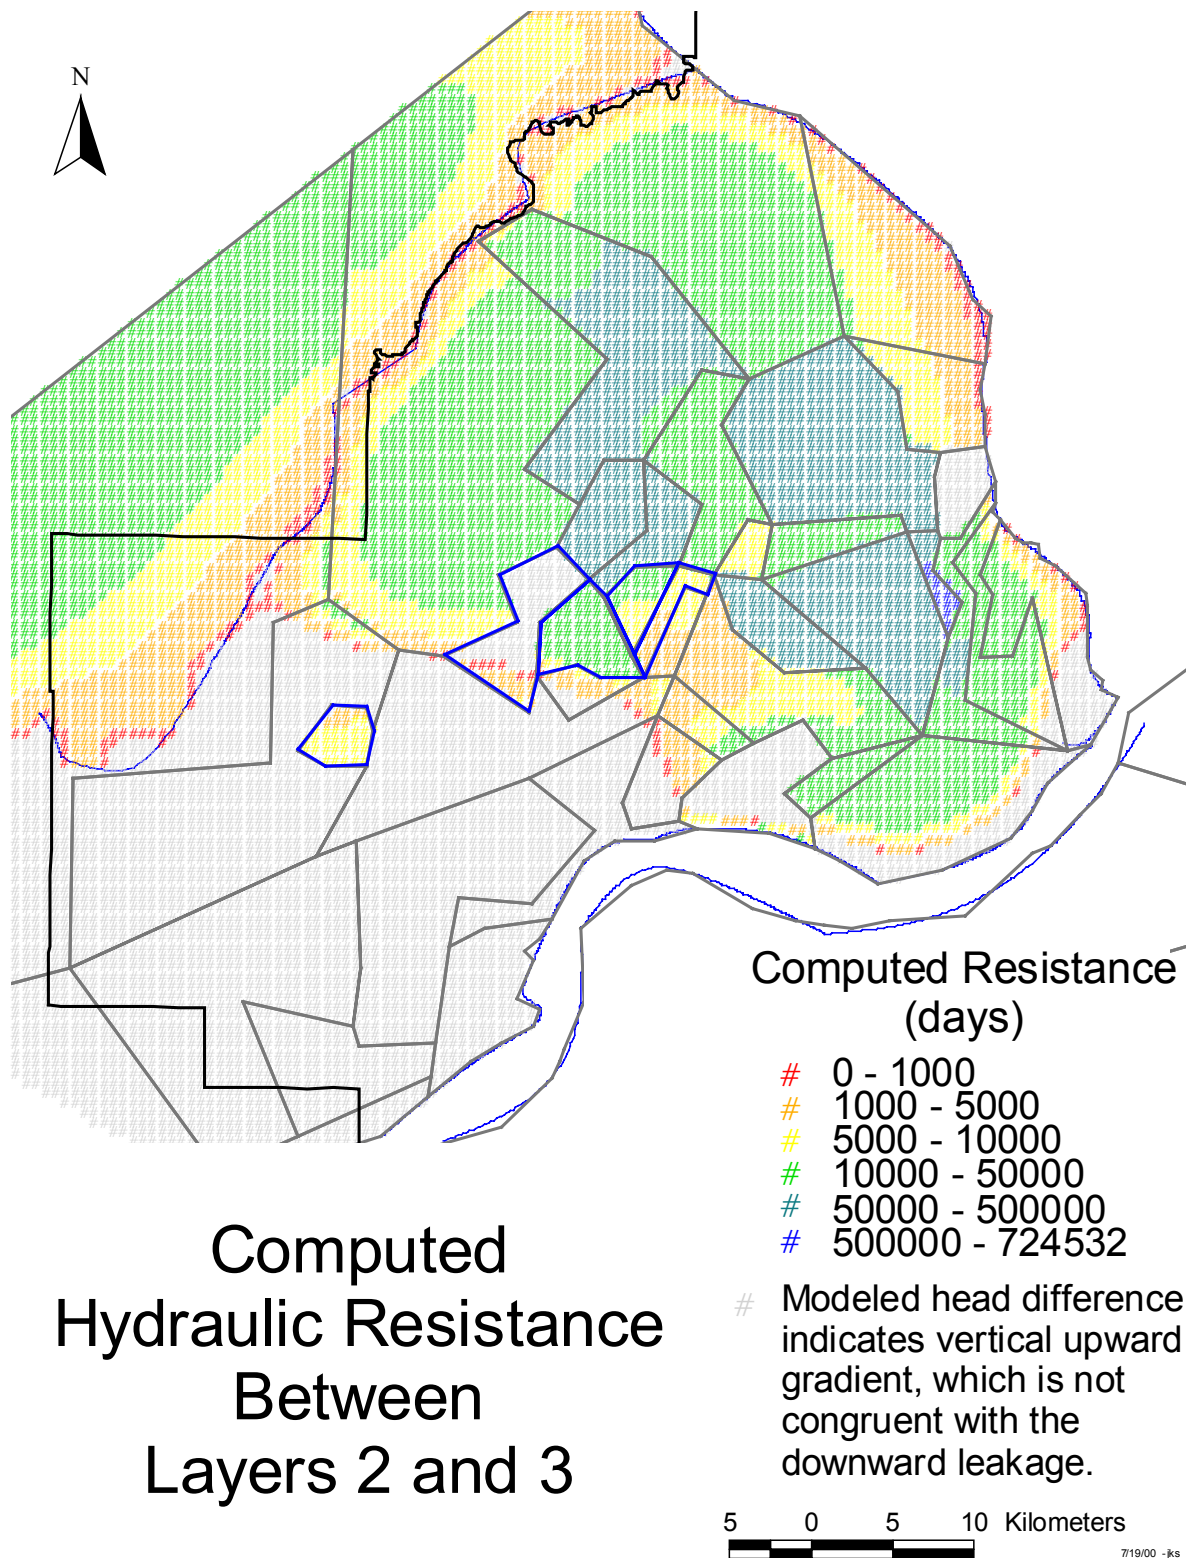 N
Computed Resistance
(days)
# 0 - 1000
# 1000 - 5000
# 5000 - 10000
# 10000 - 50000
# 50000 - 500000
# 500000 - 724532
# Modeled head difference
indicates vertical upward
gradient, which is not
congruent with the
downward leakage.
Computed
Hydraulic Resistance
Between
Layers 2 and 3
5 0 5 10 Kilometers
7/19/00 -jks